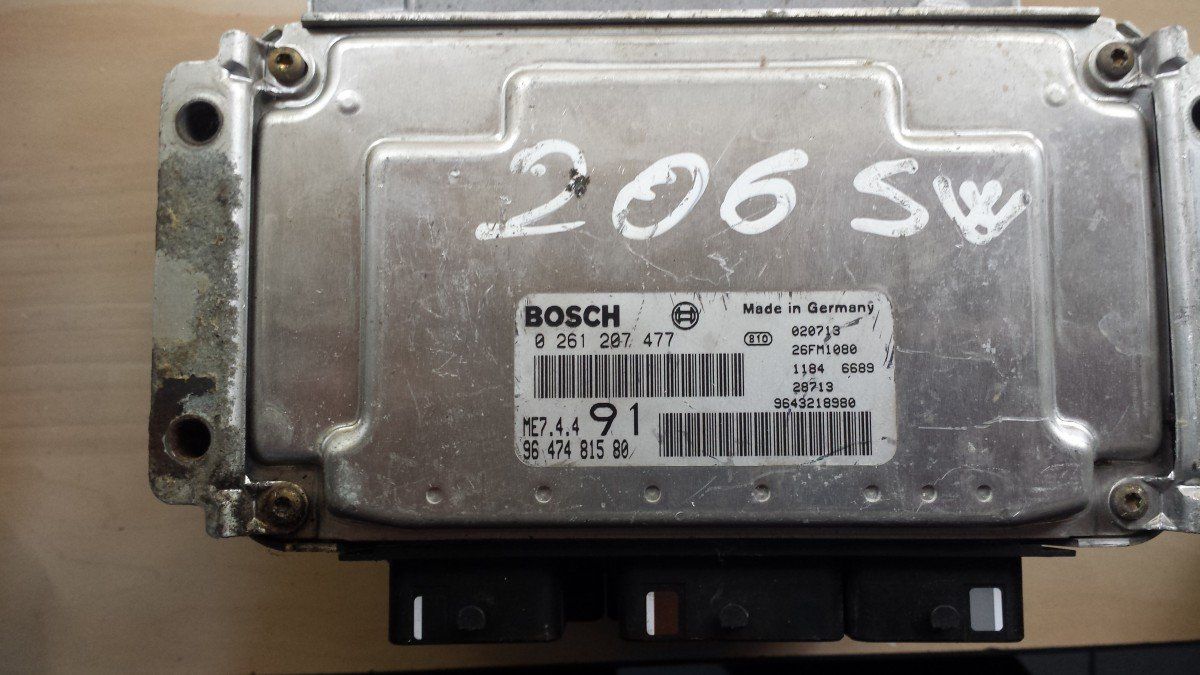 206 SW
BOSCH Made in Germany
0 261 207 477 810 020713
26FM1080
1184 6689
28713
9643218980
ME7.4.4 91
96 474 815 80